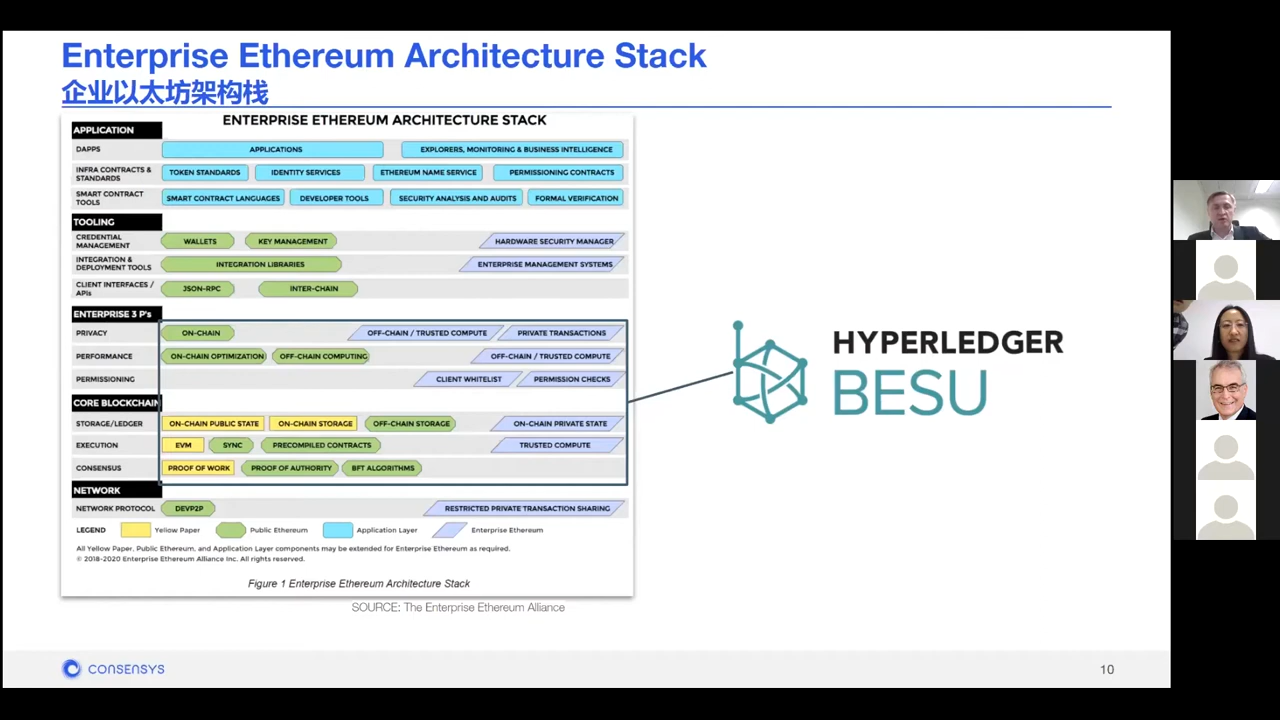 Enterprise Ethereum Architecture Stack
企业以太坊架构栈
ENTERPRISE ETHEREUM ARCHITECTURE STACK
APPLICATION
DAPPS
APPLICATIONS
EXPLORERS, MONITORING & BUSINESS INTELLIGENCE
INFRA CONTRACTS &
STANDARDS
TOKEN STANDARDS
IDENTITY SERVICES
ETHEREUM NAME SERVICE
PERMISSIONING CONTRACTS
SMART CONTRACT
TOOLS
SMART CONTRACT LANGUAGES
DEVELOPER TOOLS
SECURITY ANALYSIS AND AUDITS
FORMAL VERIFICATION
TOOLING
CREDENTIAL
MANAGEMENT
WALLETS
KEY MANAGEMENT
HARDWARE SECURITY MANAGER
INTEGRATION &
DEPLOYMENT TOOLS
INTEGRATION LIBRARIES
ENTERPRISE MANAGEMENT SYSTEMS
CLIENT INTERFACES /
APIs
JSON-RPC
INTER-CHAIN
ENTERPRISE 3 P's
PRIVACY
ON-CHAIN
OFF-CHAIN / TRUSTED COMPUTE
PRIVATE TRANSACTIONS
PERFORMANCE
ON-CHAIN OPTIMIZATION
OFF-CHAIN COMPUTING
OFF-CHAIN / TRUSTED COMPUTE
PERMISSIONING
CLIENT WHITELIST
PERMISSION CHECKS
CORE BLOCKCHAIN
STORAGE/LEDGER
ON-CHAIN PUBLIC STATE
ON-CHAIN STORAGE
OFF-CHAIN STORAGE
ON-CHAIN PRIVATE STATE
EXECUTION
EVM
SYNC
PRECOMPILED CONTRACTS
TRUSTED COMPUTE
CONSENSUS
PROOF OF WORK
PROOF OF AUTHORITY
BFT ALGORITHMS
NETWORK
NETWORK PROTOCOL
DEVP2P
RESTRICTED PRIVATE TRANSACTION SHARING
LEGEND
Yellow Paper
Public Ethereum
Application Layer
Enterprise Ethereum
All Yellow Paper, Public Ethereum, and Application Layer components may be extended for Enterprise Ethereum as required.
© 2018-2020 Enterprise Ethereum Alliance Inc. All rights reserved.
Figure 1 Enterprise Ethereum Architecture Stack
SOURCE: The Enterprise Ethereum Alliance
HYPERLEDGER
BESU
CONSENSYS
10